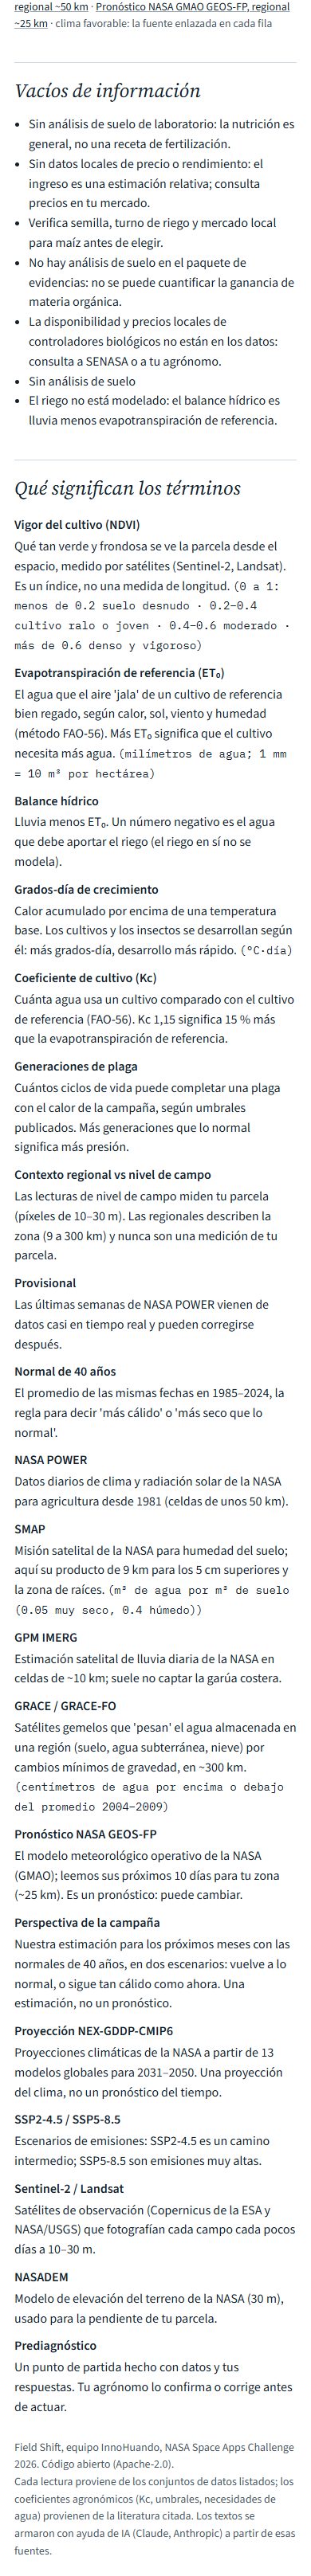 regional ~50 km · Pronóstico NASA GMAO GEOS-FP, regional
~25 km · clima favorable: la fuente enlazada en cada fila
Vacíos de información
• Sin análisis de suelo de laboratorio: la nutrición es
general, no una receta de fertilización.
• Sin datos locales de precio o rendimiento: el
ingreso es una estimación relativa; consulta
precios en tu mercado.
• Verifica semilla, turno de riego y mercado local
para maíz antes de elegir.
• No hay análisis de suelo en el paquete de
evidencias: no se puede cuantificar la ganancia de
materia orgánica.
• La disponibilidad y precios locales de
controladores biológicos no están en los datos:
consulta a SENASA o a tu agrónomo.
• Sin análisis de suelo
• El riego no está modelado: el balance hídrico es
lluvia menos evapotranspiración de referencia.
Qué significan los términos
Vigor del cultivo (NDVI)
Qué tan verde y frondosa se ve la parcela desde el
espacio, medido por satélites (Sentinel-2, Landsat).
Es un índice, no una medida de longitud. (0 a 1:
menos de 0.2 suelo desnudo · 0.2–0.4
cultivo ralo o joven · 0.4–0.6 moderado ·
más de 0.6 denso y vigoroso)
Evapotranspiración de referencia (ET₀)
El agua que el aire 'jala' de un cultivo de referencia
bien regado, según calor, sol, viento y humedad
(método FAO-56). Más ET₀ significa que el cultivo
necesita más agua. (milímetros de agua; 1 mm
= 10 m³ por hectárea)
Balance hídrico
Lluvia menos ET₀. Un número negativo es el agua
que debe aportar el riego (el riego en sí no se
modela).
Grados-día de crecimiento
Calor acumulado por encima de una temperatura
base. Los cultivos y los insectos se desarrollan según
él: más grados-día, desarrollo más rápido. (°C·día)
Coeficiente de cultivo (Kc)
Cuánta agua usa un cultivo comparado con el cultivo
de referencia (FAO-56). Kc 1,15 significa 15 % más
que la evapotranspiración de referencia.
Generaciones de plaga
Cuántos ciclos de vida puede completar una plaga
con el calor de la campaña, según umbrales
publicados. Más generaciones que lo normal
significa más presión.
Contexto regional vs nivel de campo
Las lecturas de nivel de campo miden tu parcela
(píxeles de 10–30 m). Las regionales describen la
zona (9 a 300 km) y nunca son una medición de tu
parcela.
Provisional
Las últimas semanas de NASA POWER vienen de
datos casi en tiempo real y pueden corregirse
después.
Normal de 40 años
El promedio de las mismas fechas en 1985–2024, la
regla para decir 'más cálido' o 'más seco que lo
normal'.
NASA POWER
Datos diarios de clima y radiación solar de la NASA
para agricultura desde 1981 (celdas de unos 50 km).
SMAP
Misión satelital de la NASA para humedad del suelo;
aquí su producto de 9 km para los 5 cm superiores y
la zona de raíces. (m³ de agua por m³ de suelo
(0.05 muy seco, 0.4 húmedo))
GPM IMERG
Estimación satelital de lluvia diaria de la NASA en
celdas de ~10 km; suele no captar la garúa costera.
GRACE / GRACE-FO
Satélites gemelos que 'pesan' el agua almacenada en
una región (suelo, agua subterránea, nieve) por
cambios mínimos de gravedad, en ~300 km.
(centímetros de agua por encima o debajo
del promedio 2004–2009)
Pronóstico NASA GEOS-FP
El modelo meteorológico operativo de la NASA
(GMAO); leemos sus próximos 10 días para tu zona
(~25 km). Es un pronóstico: puede cambiar.
Perspectiva de la campaña
Nuestra estimación para los próximos meses con las
normales de 40 años, en dos escenarios: vuelve a lo
normal, o sigue tan cálido como ahora. Una
estimación, no un pronóstico.
Proyección NEX-GDDP-CMIP6
Proyecciones climáticas de la NASA a partir de 13
modelos globales para 2031–2050. Una proyección
del clima, no un pronóstico del tiempo.
SSP2-4.5 / SSP5-8.5
Escenarios de emisiones: SSP2-4.5 es un camino
intermedio; SSP5-8.5 son emisiones muy altas.
Sentinel-2 / Landsat
Satélites de observación (Copernicus de la ESA y
NASA/USGS) que fotografían cada campo cada pocos
días a 10–30 m.
NASADEM
Modelo de elevación del terreno de la NASA (30 m),
usado para la pendiente de tu parcela.
Prediagnóstico
Un punto de partida hecho con datos y tus
respuestas. Tu agrónomo lo confirma o corrige antes
de actuar.
Field Shift, equipo InnoHuando, NASA Space Apps Challenge
2026. Código abierto (Apache-2.0).
Cada lectura proviene de los conjuntos de datos listados; los
coeficientes agronómicos (Kc, umbrales, necesidades de
agua) provienen de la literatura citada. Los textos se
armaron con ayuda de IA (Claude, Anthropic) a partir de esas
fuentes.